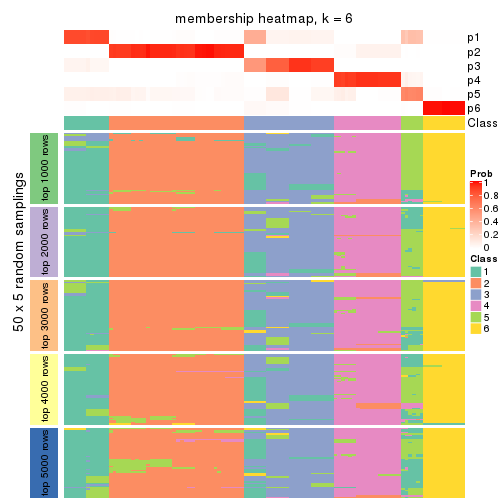 membership heatmap, k = 6
p1
p2
p3
p4
p5
p6
Class
50 x 5 random samplings
top 1000 rows
top 2000 rows
top 3000 rows
top 4000 rows
top 5000 rows
Prob
1
0.8
0.6
0.4
0.2
0
Class
1
2
3
4
5
6